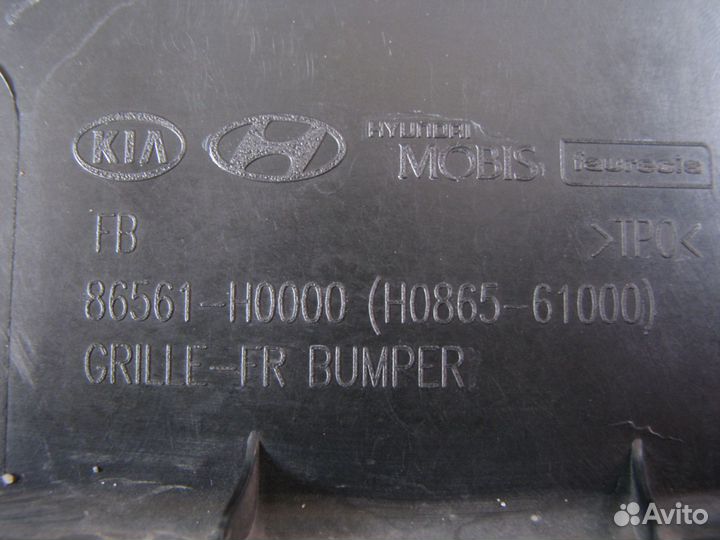 KIA HYUNDAI MOBIS faurecia
FB >TPO<
86561-H0000 (H0865-61000)
GRILLE-FR BUMPER
Avito